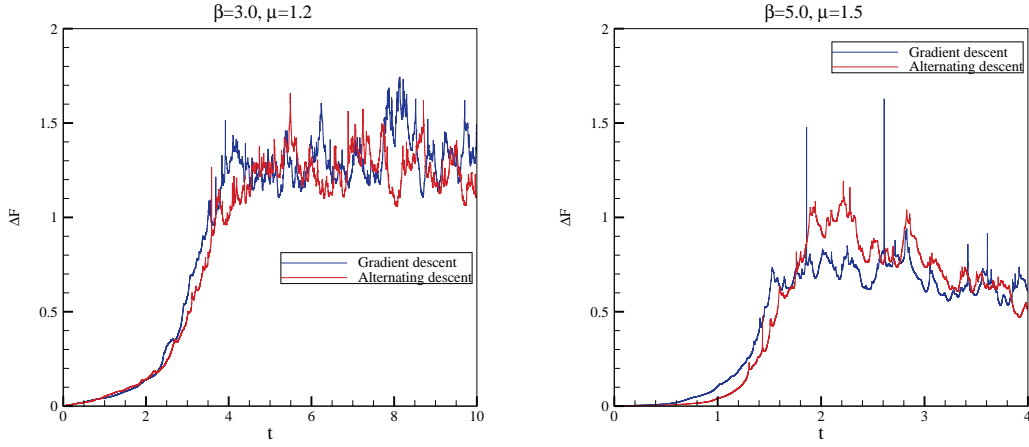 β=3.0, μ=1.2
2
1.5
1
0.5
0
ΔF
Gradient descent
Alternating descent
0 2 4 6 8 10
t
β=5.0, μ=1.5
2
1.5
1
0.5
0
ΔF
Gradient descent
Alternating descent
0 1 2 3 4
t